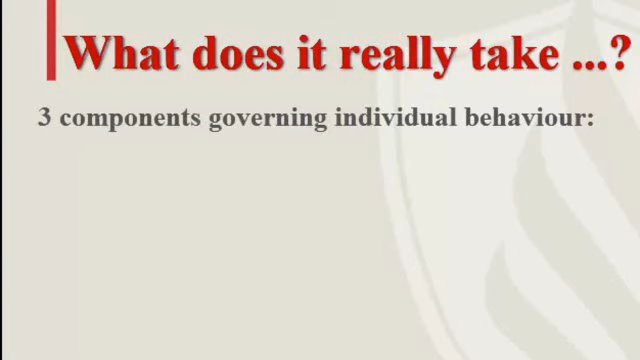 What does it really take ...?
3 components governing individual behaviour: